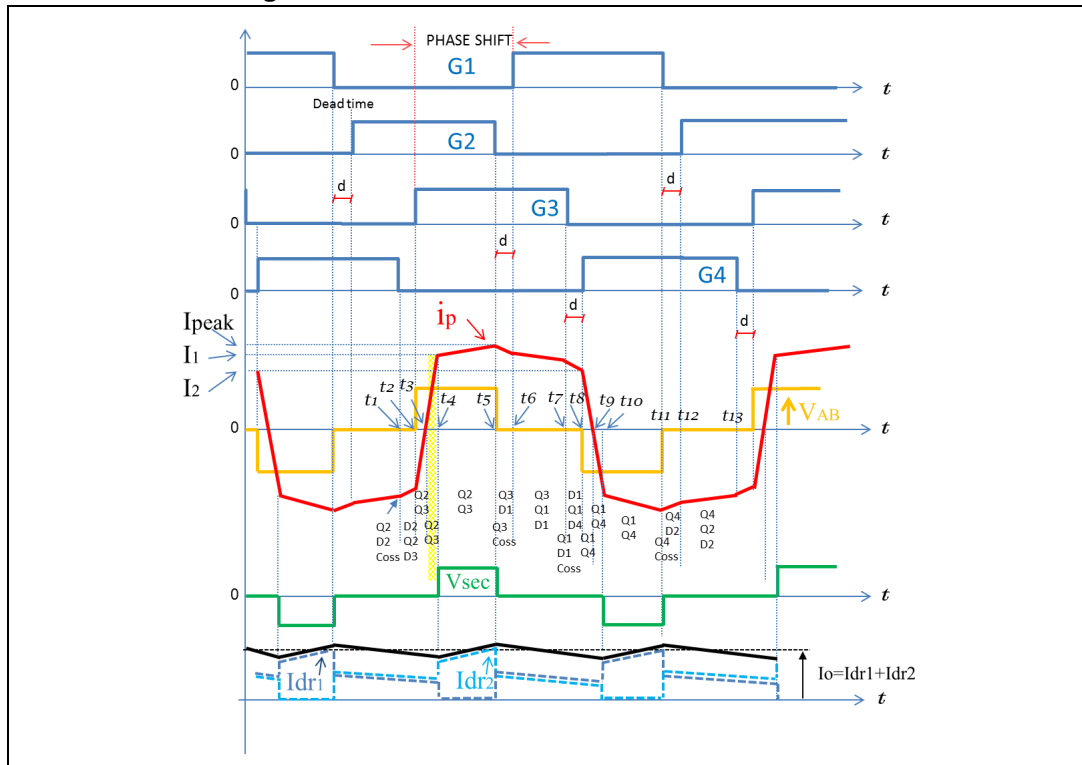 PHASE SHIFT
G1
0
t
Dead time
G2
0
t
d
d
G3
0
t
d
G4
0
t
d
d
Ipeak
ip
I1
I2
t1
t2
t3
t4
t5
t6
t7
t8
t9
t10
t11
t12
t13
VAB
0
t
Q2
D2
Coss
D2
Q2
D3
Q2
Q3
Q2
Q3
Q2
Q3
Q3
D1
Q3
Coss
Q3
Q1
D1
Q1
D1
Coss
D1
Q1
D4
Q1
Q4
Q1
Q4
Q1
Q4
Q4
Coss
Q4
D2
Q4
Q2
D2
Vsec
0
t
Idr1
Idr2
Io=Idr1+Idr2
t